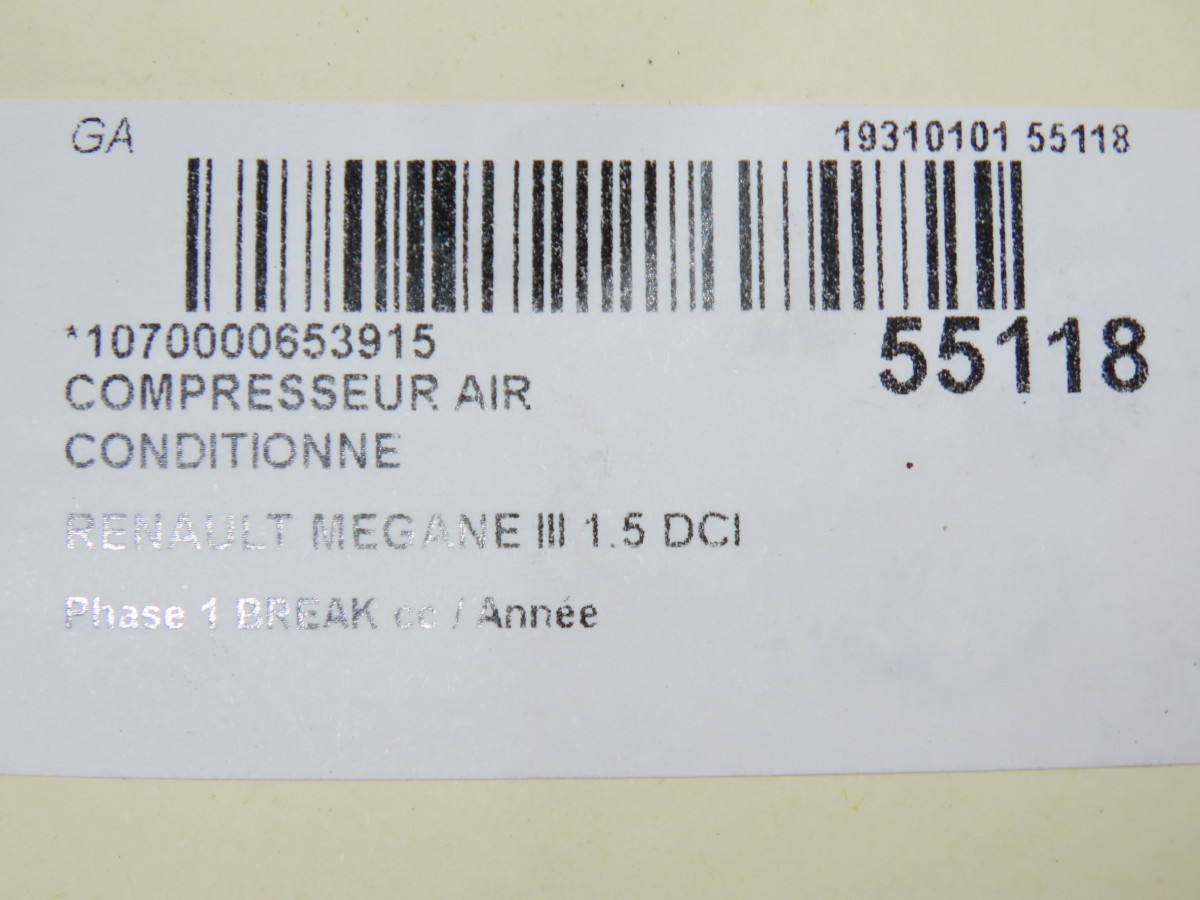 GA
19310101 55118
*1070000653915
55118
COMPRESSEUR AIR
CONDITIONNE
RENAULT MEGANE III 1.5 DCI
Phase 1 BREAK cc / Année